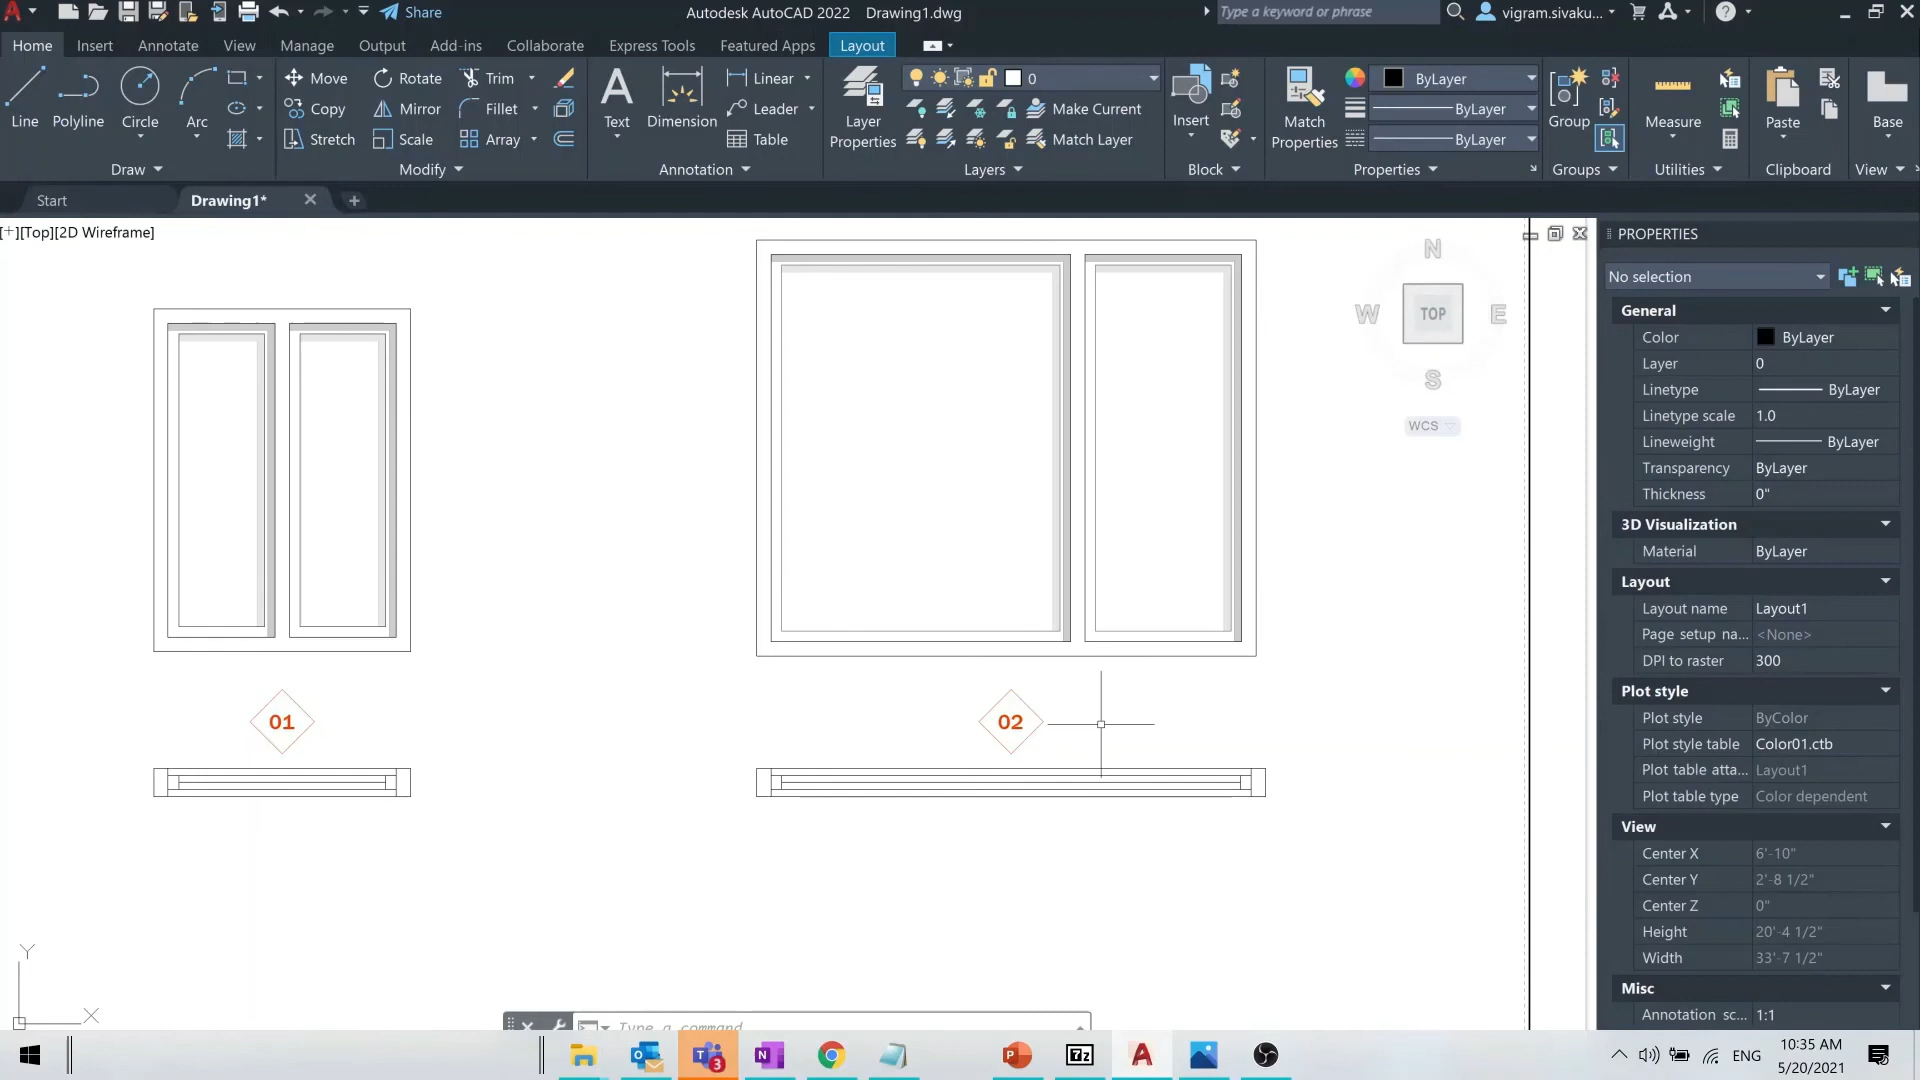 Share
Autodesk AutoCAD 2022 Drawing1.dwg
Type a keyword or phrase
vigram.sivaku...
Home Insert Annotate View Manage Output Add-ins Collaborate Express Tools Featured Apps Layout
Line Polyline Circle Arc
Draw
Move Rotate Trim
Copy Mirror Fillet
Stretch Scale Array
Modify
Text Dimension
Linear
Leader
Table
Annotation
Layer Properties
0
Make Current
Match Layer
Layers
Insert
Block
Match Properties
ByLayer
ByLayer
ByLayer
Properties
Group
Groups
Measure
Utilities
Paste
Clipboard
Base
View
Start Drawing1*
[+][Top][2D Wireframe]
N
W TOP E
S
WCS
01
02
Y
X
Type a command
PROPERTIES
No selection
General
Color ByLayer
Layer 0
Linetype ByLayer
Linetype scale 1.0
Lineweight ByLayer
Transparency ByLayer
Thickness 0"
3D Visualization
Material ByLayer
Layout
Layout name Layout1
Page setup na... <None>
DPI to raster 300
Plot style
Plot style ByColor
Plot style table Color01.ctb
Plot table atta... Layout1
Plot table type Color dependent
View
Center X 6'-10"
Center Y 2'-8 1/2"
Center Z 0"
Height 20'-4 1/2"
Width 33'-7 1/2"
Misc
Annotation sc... 1:1
3
ENG
10:35 AM
5/20/2021